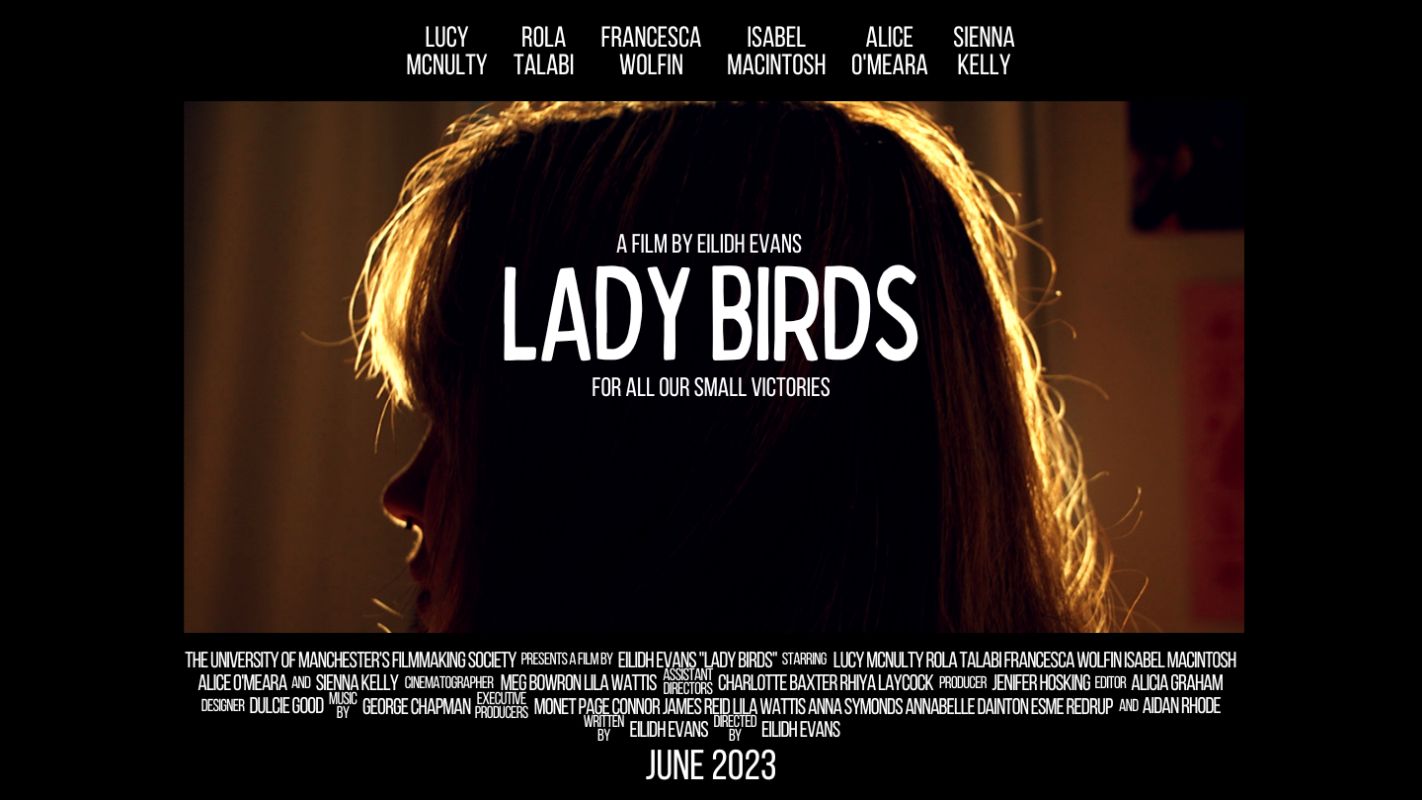 LUCY MCNULTY ROLA TALABI FRANCESCA WOLFIN ISABEL MACINTOSH ALICE O'MEARA SIENNA KELLY
A FILM BY EILIDH EVANS
LADY BIRDS
FOR ALL OUR SMALL VICTORIES
THE UNIVERSITY OF MANCHESTER'S FILMMAKING SOCIETY PRESENTS A FILM BY EILIDH EVANS "LADY BIRDS" STARRING LUCY MCNULTY ROLA TALABI FRANCESCA WOLFIN ISABEL MACINTOSH
ALICE O'MEARA AND SIENNA KELLY CINEMATOGRAPHER MEG BOWRON LILA WATTIS ASSISTANT DIRECTORS CHARLOTTE BAXTER RHIYA LAYCOCK PRODUCER JENIFER HOSKING EDITOR ALICIA GRAHAM
DESIGNER DULCIE GOOD MUSIC BY GEORGE CHAPMAN EXECUTIVE PRODUCERS MONET PAGE CONNOR JAMES REID LILA WATTIS ANNA SYMONDS ANNABELLE DAINTON ESME REDRUP AND AIDAN RHODE
WRITTEN BY EILIDH EVANS DIRECTED BY EILIDH EVANS
JUNE 2023